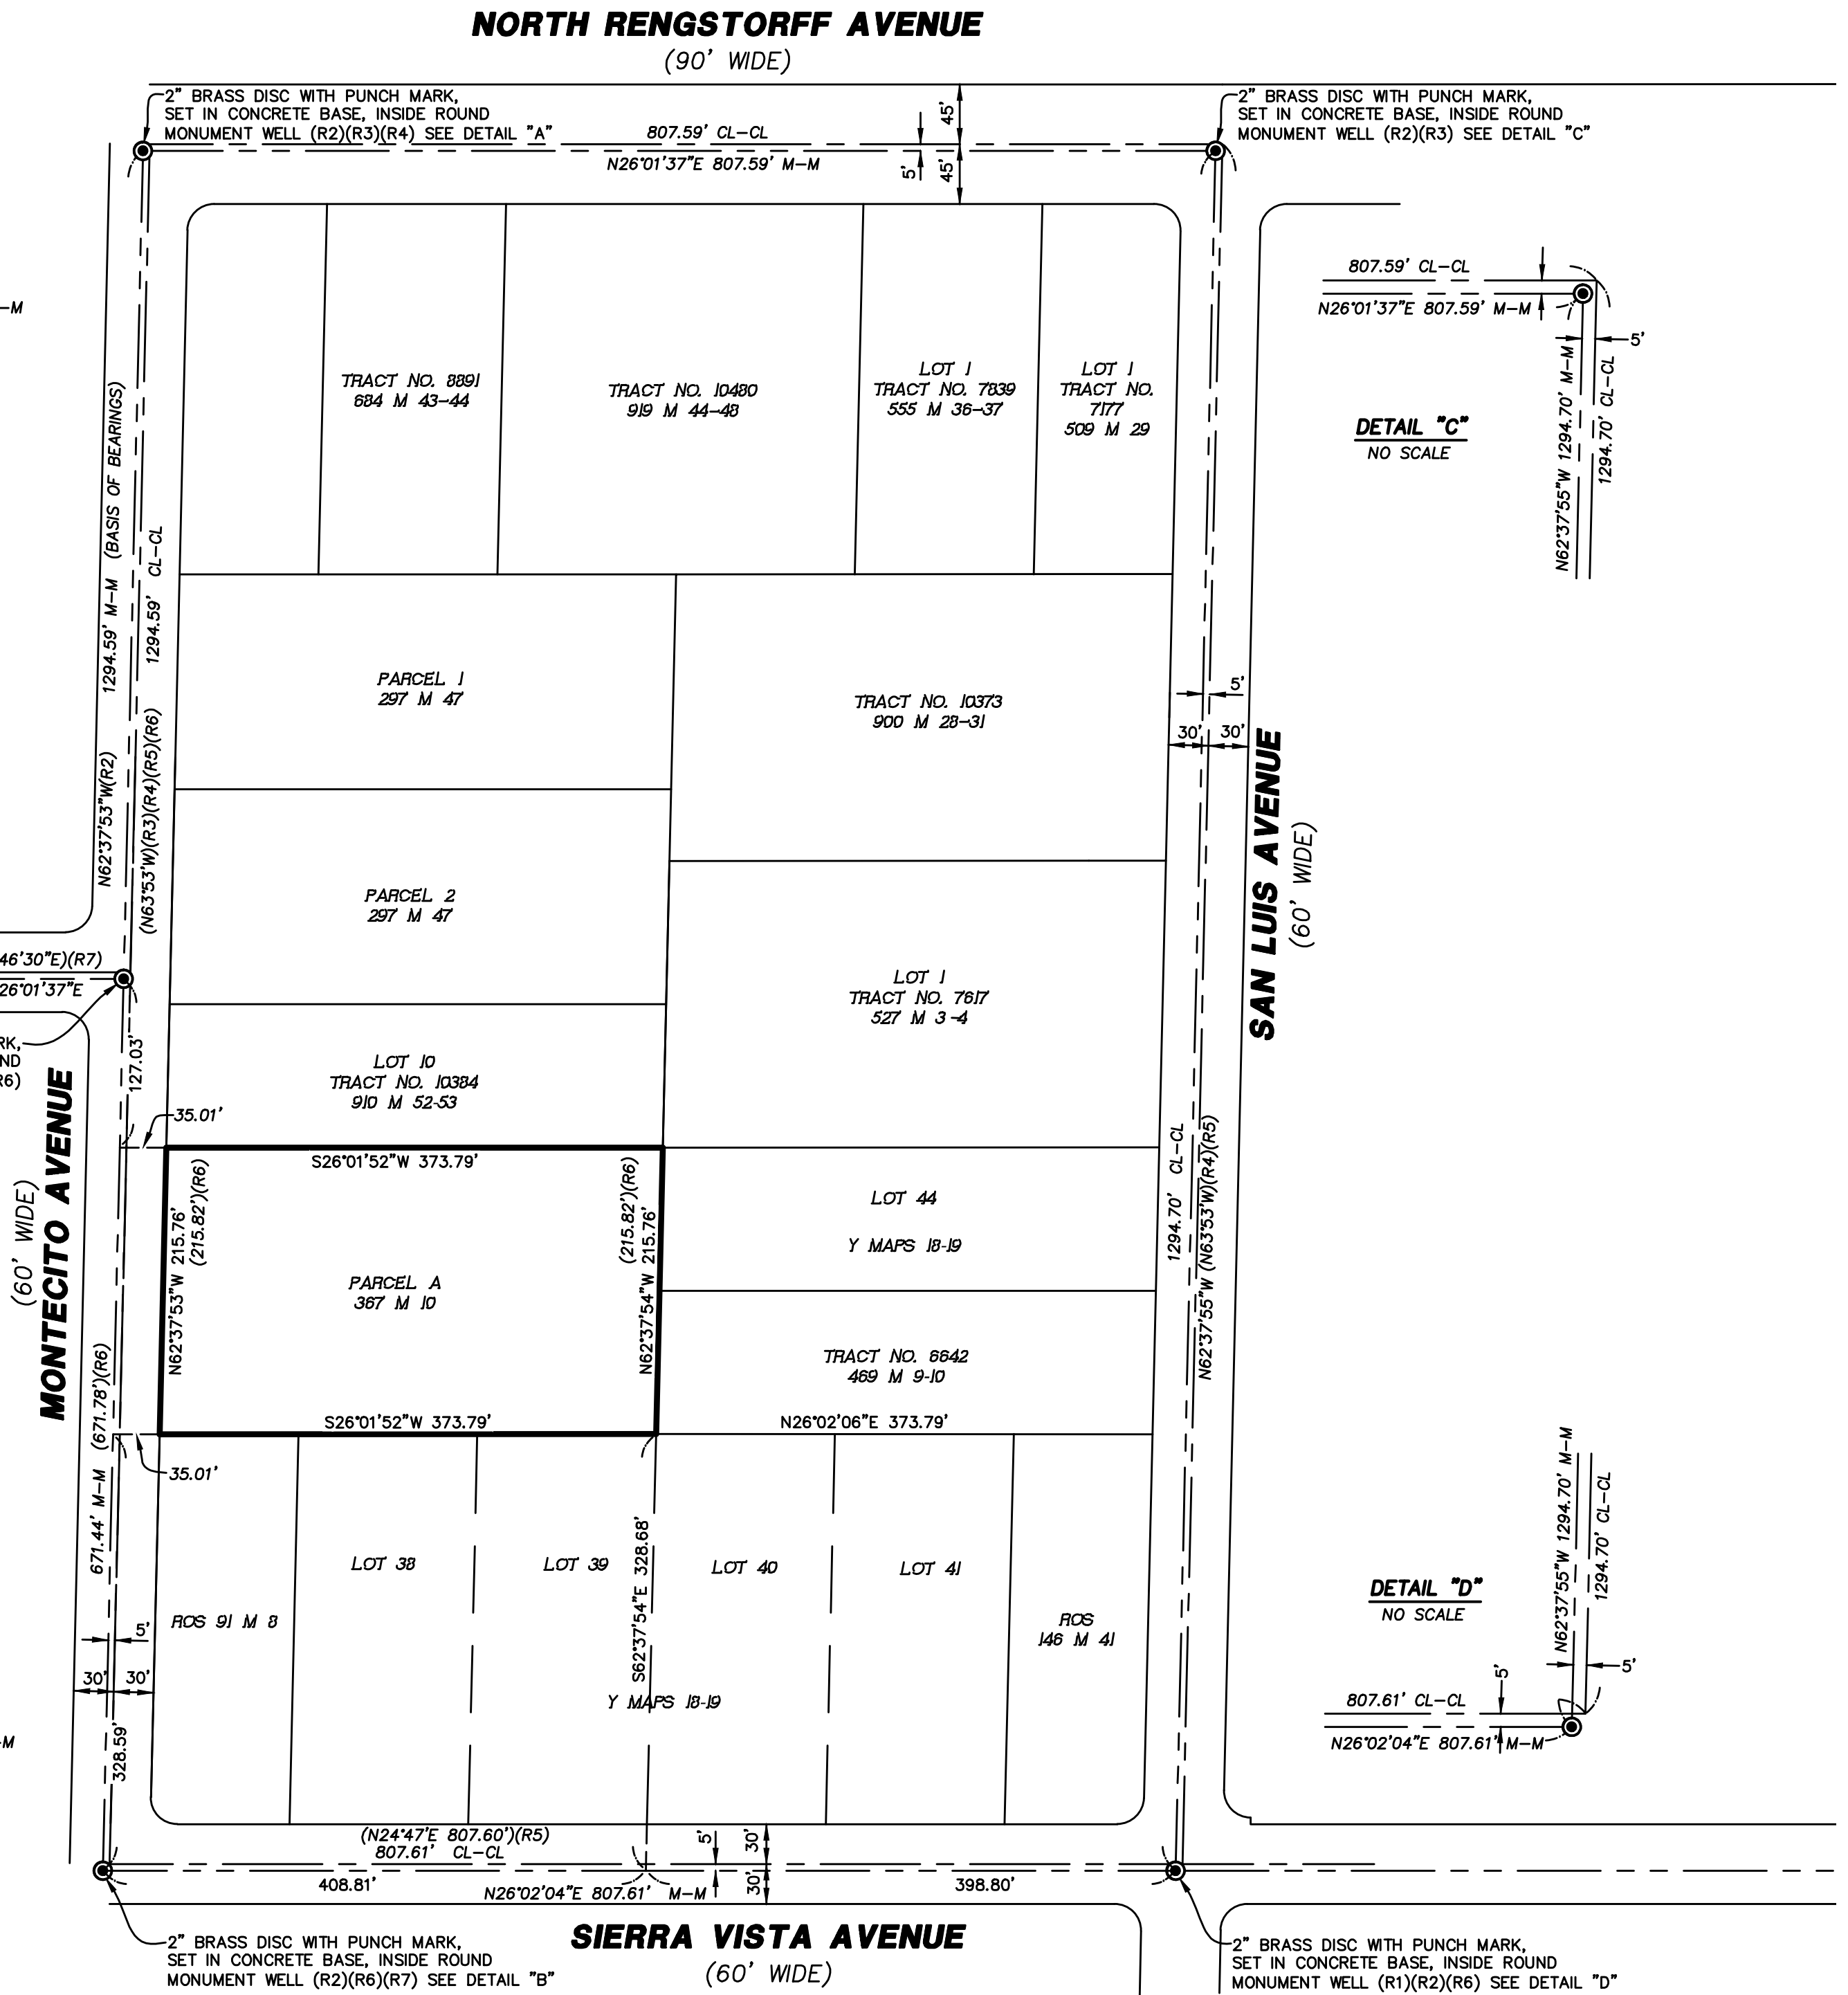 NORTH RENGSTORFF AVENUE
(90' WIDE)
2" BRASS DISC WITH PUNCH MARK,
SET IN CONCRETE BASE, INSIDE ROUND
MONUMENT WELL (R2)(R3)(R4) SEE DETAIL "A"
807.59' CL-CL
N26°01'37"E 807.59' M-M
5'
45'
45'
2" BRASS DISC WITH PUNCH MARK,
SET IN CONCRETE BASE, INSIDE ROUND
MONUMENT WELL (R2)(R3) SEE DETAIL "C"
807.59' CL-CL
N26°01'37"E 807.59' M-M
5'
N62°37'55"W 1294.70' M-M
1294.70' CL-CL
DETAIL "C"
NO SCALE
-M
1294.59' M-M (BASIS OF BEARINGS)
1294.59' CL-CL
N62°37'53"W(R2)
(N63°53'W)(R3)(R4)(R5)(R6)
TRACT NO. 8891
684 M 43-44
TRACT NO. 10480
919 M 44-48
LOT 1
TRACT NO. 7839
555 M 36-37
LOT 1
TRACT NO.
7177
509 M 29
PARCEL 1
297 M 47
TRACT NO. 10373
900 M 28-31
5'
30'
30'
SAN LUIS AVENUE
(60' WIDE)
PARCEL 2
297 M 47
46'30"E)(R7)
26°01'37"E
RK,
ND
R6)
127.03'
LOT 1
TRACT NO. 7617
527 M 3-4
LOT 10
TRACT NO. 10384
910 M 52-53
35.01'
MONTECITO AVENUE
(60' WIDE)
S26°01'52"W 373.79'
N62°37'53"W 215.76'
(215.82')(R6)
(215.82')(R6)
N62°37'54"W 215.76'
PARCEL A
367 M 10
S26°01'52"W 373.79'
LOT 44
Y MAPS 18-19
TRACT NO. 6642
469 M 9-10
N26°02'06"E 373.79'
1294.70' CL-CL
N62°37'55"W (N63°53'W)(R4)(R5)
671.44' M-M (671.78')(R6)
35.01'
5'
30'
30'
328.59'
ROS 91 M 8
LOT 38
LOT 39
S62°37'54"E 328.68'
LOT 40
LOT 41
Y MAPS 18-19
ROS
146 M 41
DETAIL "D"
NO SCALE
N62°37'55"W 1294.70' M-M
1294.70' CL-CL
5'
5'
807.61' CL-CL
N26°02'04"E 807.61' M-M
-M
(N24°47'E 807.60')(R5)
807.61' CL-CL
5'
30'
30'
408.81'
N26°02'04"E 807.61' M-M
398.80'
SIERRA VISTA AVENUE
(60' WIDE)
2" BRASS DISC WITH PUNCH MARK,
SET IN CONCRETE BASE, INSIDE ROUND
MONUMENT WELL (R2)(R6)(R7) SEE DETAIL "B"
2" BRASS DISC WITH PUNCH MARK,
SET IN CONCRETE BASE, INSIDE ROUND
MONUMENT WELL (R1)(R2)(R6) SEE DETAIL "D"